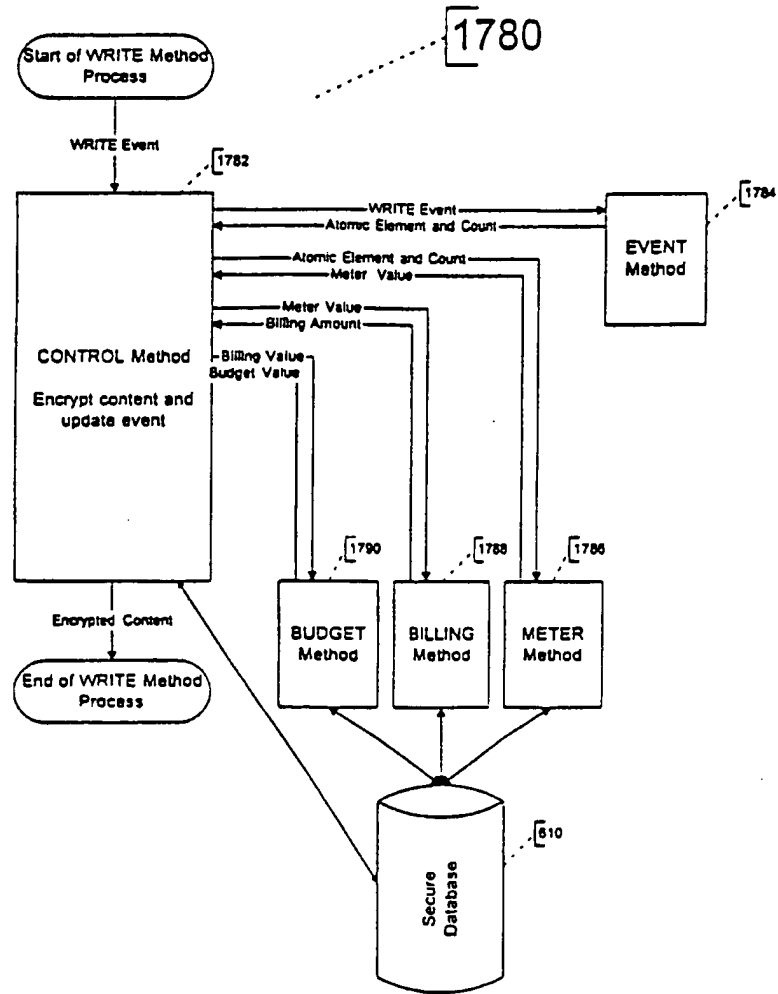 1780
Start of WRITE Method
Process
WRITE Event
1782
WRITE Event
1784
Atomic Element and Count
EVENT
Method
Atomic Element and Count
Meter Value
Meter Value
Billing Amount
CONTROL Method
Billing Value
Budget Value
Encrypt content and
update event
1790
1788
1786
Encrypted Content
BUDGET
Method
BILLING
Method
METER
Method
End of WRITE Method
Process
610
Secure
Database